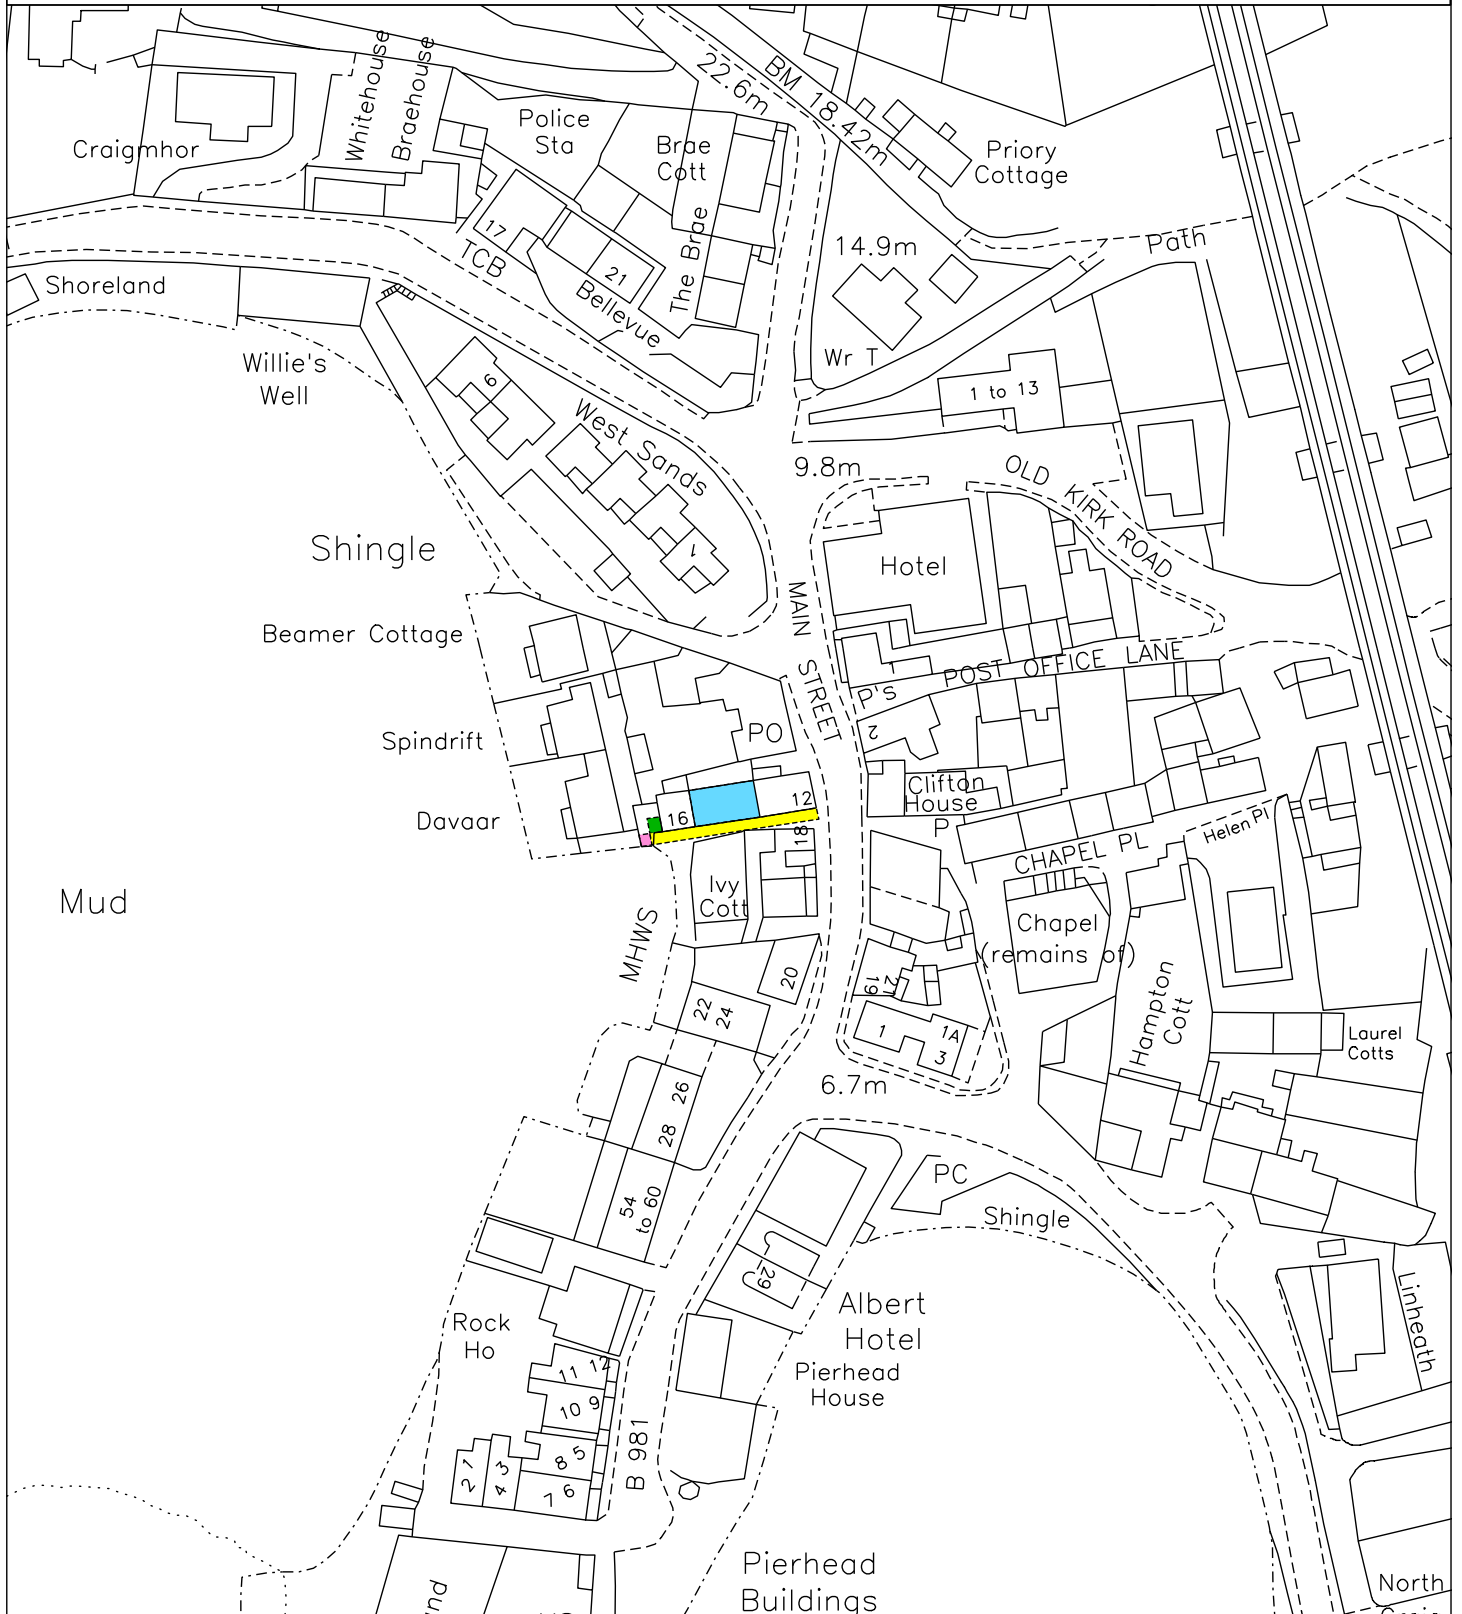 22.6m
BM 18.42m
Whitehouse
Braehouse
Craigmhor
Police
Sta
Brae
Cott
Priory
Cottage
17
TCB
21
Bellevue
The Brae
14.9m
Path
Shoreland
Wr T
Willie's
Well
9
1 to 13
West Sands
9.8m
OLD KIRK ROAD
Shingle
1
Hotel
MAIN STREET
Beamer Cottage
POST OFFICE LANE
P's
2
PO
Spindrift
Clifton
House
12
16
Davaar
P
Helen Pl
CHAPEL PL
18
Ivy
Cott
Mud
MHWS
Chapel
(remains of)
20
19
21
22
24
Hampton
Cott
1
1A
3
Laurel
Cotts
6.7m
26
28
PC
54
to 60
Shingle
29
Albert
Hotel
Linheath
Rock
Ho
Pierhead
House
11 12
10 9
8 5
7 6
1
2
3
4
B 981
Pierhead
Buildings
North